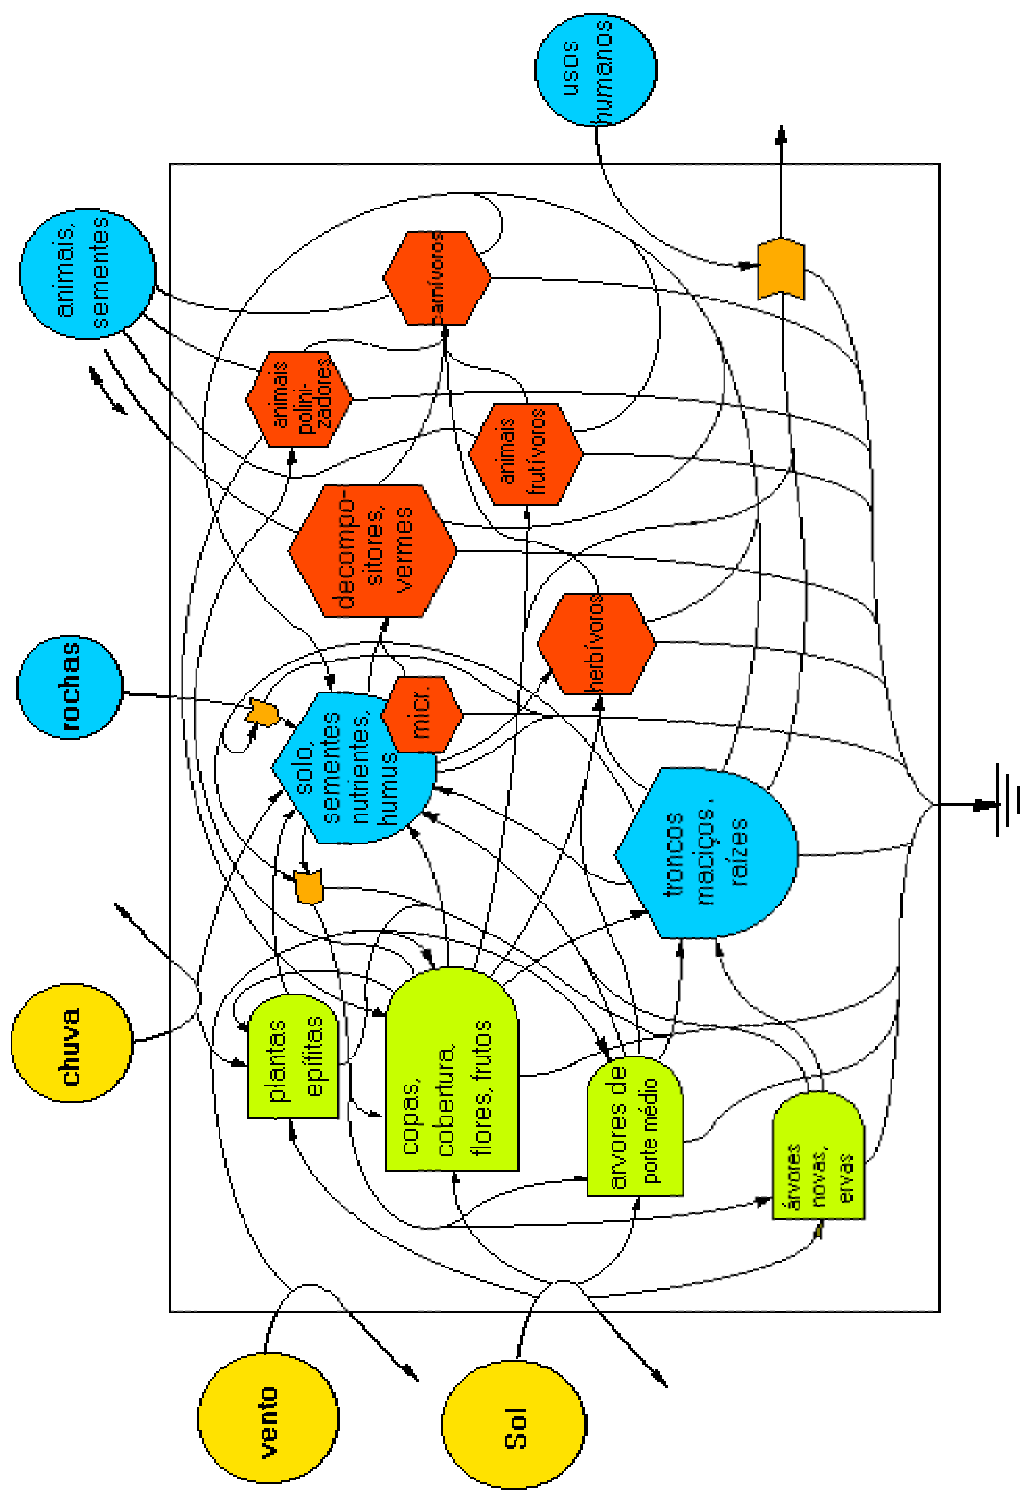 vento
Sol
chuva
rochas
animais,
sementes
usos
humanos
plantas
epífitas
copas,
cobertura,
flores, frutos
arvores de
porte médio
árvores
novas,
ervas
solo,
sementes
nutrientes,
humus
micr.
troncos
maciços,
raízes
decompo-
sitores,
vermes
herbívoros
animais
polini-
zadores
animais
frutívoros
carnívoros